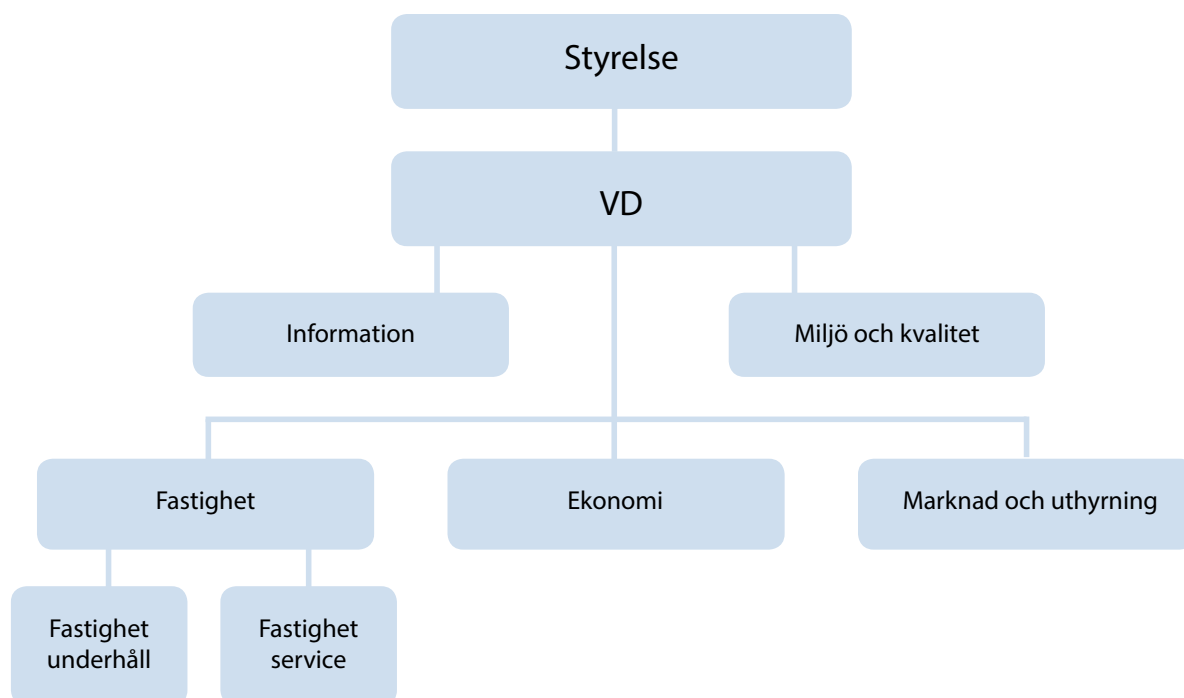 Styrelse
VD
Information
Miljö och kvalitet
Fastighet
Ekonomi
Marknad och uthyrning
Fastighet
underhåll
Fastighet
service